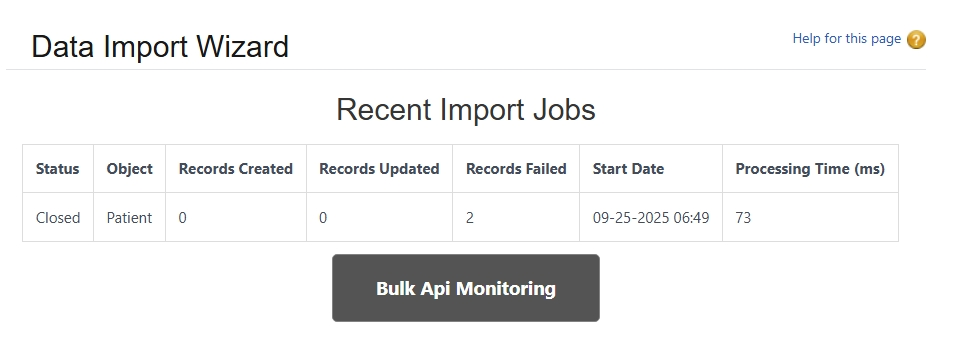 Data Import Wizard
Help for this page ?
Recent Import Jobs
Status Object Records Created Records Updated Records Failed Start Date Processing Time (ms)
Closed Patient 0 0 2 09-25-2025 06:49 73
Bulk Api Monitoring